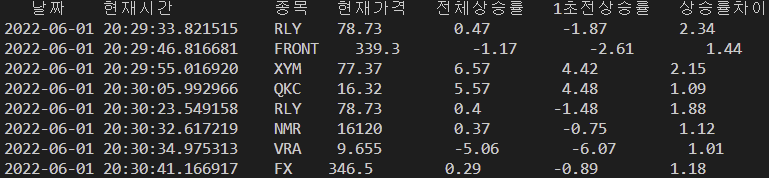 날짜 현재시간 종목 현재가격 전체상승률 1초전상승률 상승률차이
2022-06-01 20:29:33.821515 RLY 78.73 0.47 -1.87 2.34
2022-06-01 20:29:46.816681 FRONT 339.3 -1.17 -2.61 1.44
2022-06-01 20:29:55.016920 XYM 77.37 6.57 4.42 2.15
2022-06-01 20:30:05.992966 QKC 16.32 5.57 4.48 1.09
2022-06-01 20:30:23.549158 RLY 78.73 0.4 -1.48 1.88
2022-06-01 20:30:32.617219 NMR 16120 0.37 -0.75 1.12
2022-06-01 20:30:34.975313 VRA 9.655 -5.06 -6.07 1.01
2022-06-01 20:30:41.166917 FX 346.5 0.29 -0.89 1.18